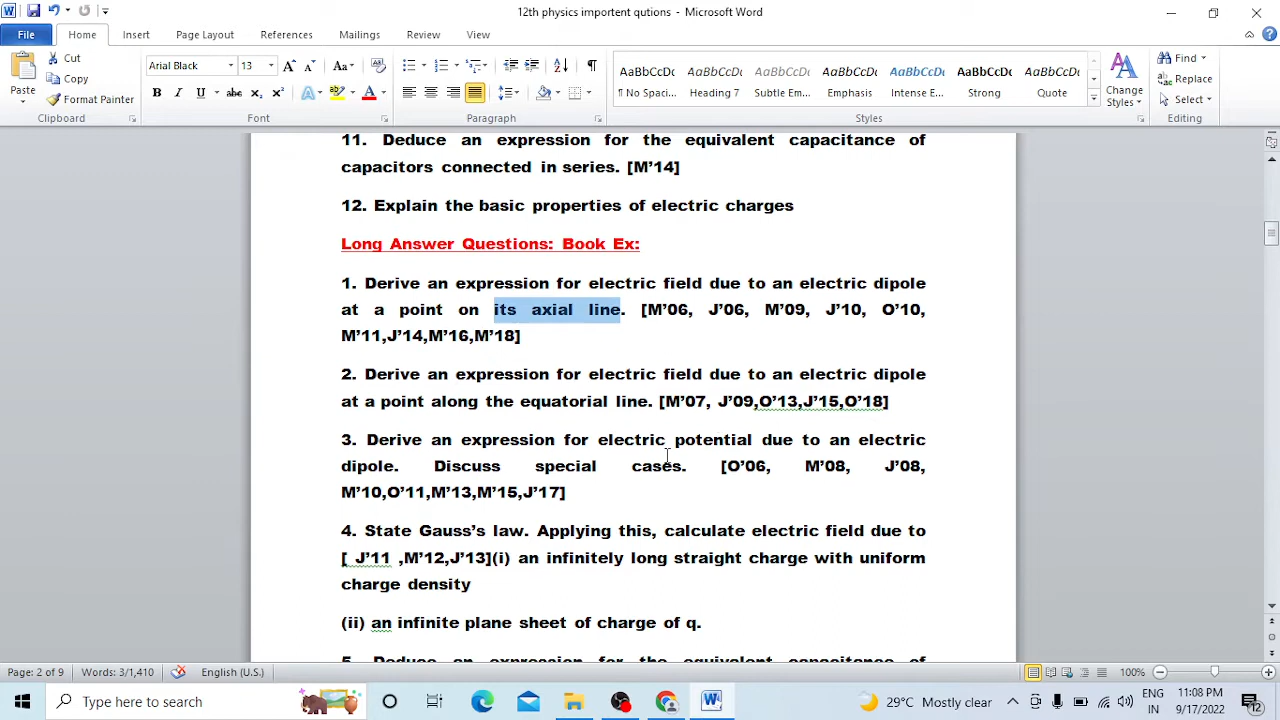 12th physics importent qutions - Microsoft Word
File Home Insert Page Layout References Mailings Review View
Paste Cut Copy Format Painter
Arial Black 13
Clipboard Font Paragraph Styles Editing
AaBbCcDc AaBbCcDc AaBbCcDc AaBbCcDc AaBbCcDc AaBbCcDc AaBbCcDc
¶ No Spaci... Heading 7 Subtle Em... Emphasis Intense E... Strong Quote
Change Styles
Find Replace Select
11. Deduce an expression for the equivalent capacitance of
capacitors connected in series. [M’14]
12. Explain the basic properties of electric charges
Long Answer Questions: Book Ex:
1. Derive an expression for electric field due to an electric dipole
at a point on its axial line. [M’06, J’06, M’09, J’10, O’10,
M’11,J’14,M’16,M’18]
2. Derive an expression for electric field due to an electric dipole
at a point along the equatorial line. [M’07, J’09,O’13,J’15,O’18]
3. Derive an expression for electric potential due to an electric
dipole. Discuss special cases. [O’06, M’08, J’08,
M’10,O’11,M’13,M’15,J’17]
4. State Gauss’s law. Applying this, calculate electric field due to
[ J’11 ,M’12,J’13](i) an infinitely long straight charge with uniform
charge density
(ii) an infinite plane sheet of charge of q.
5. Deduce an expression for the equivalent capacitance of
Page: 2 of 9 Words: 3/1,410 English (U.S.) 100%
Type here to search 29°C Mostly clear ENG IN 11:08 PM 9/17/2022 12